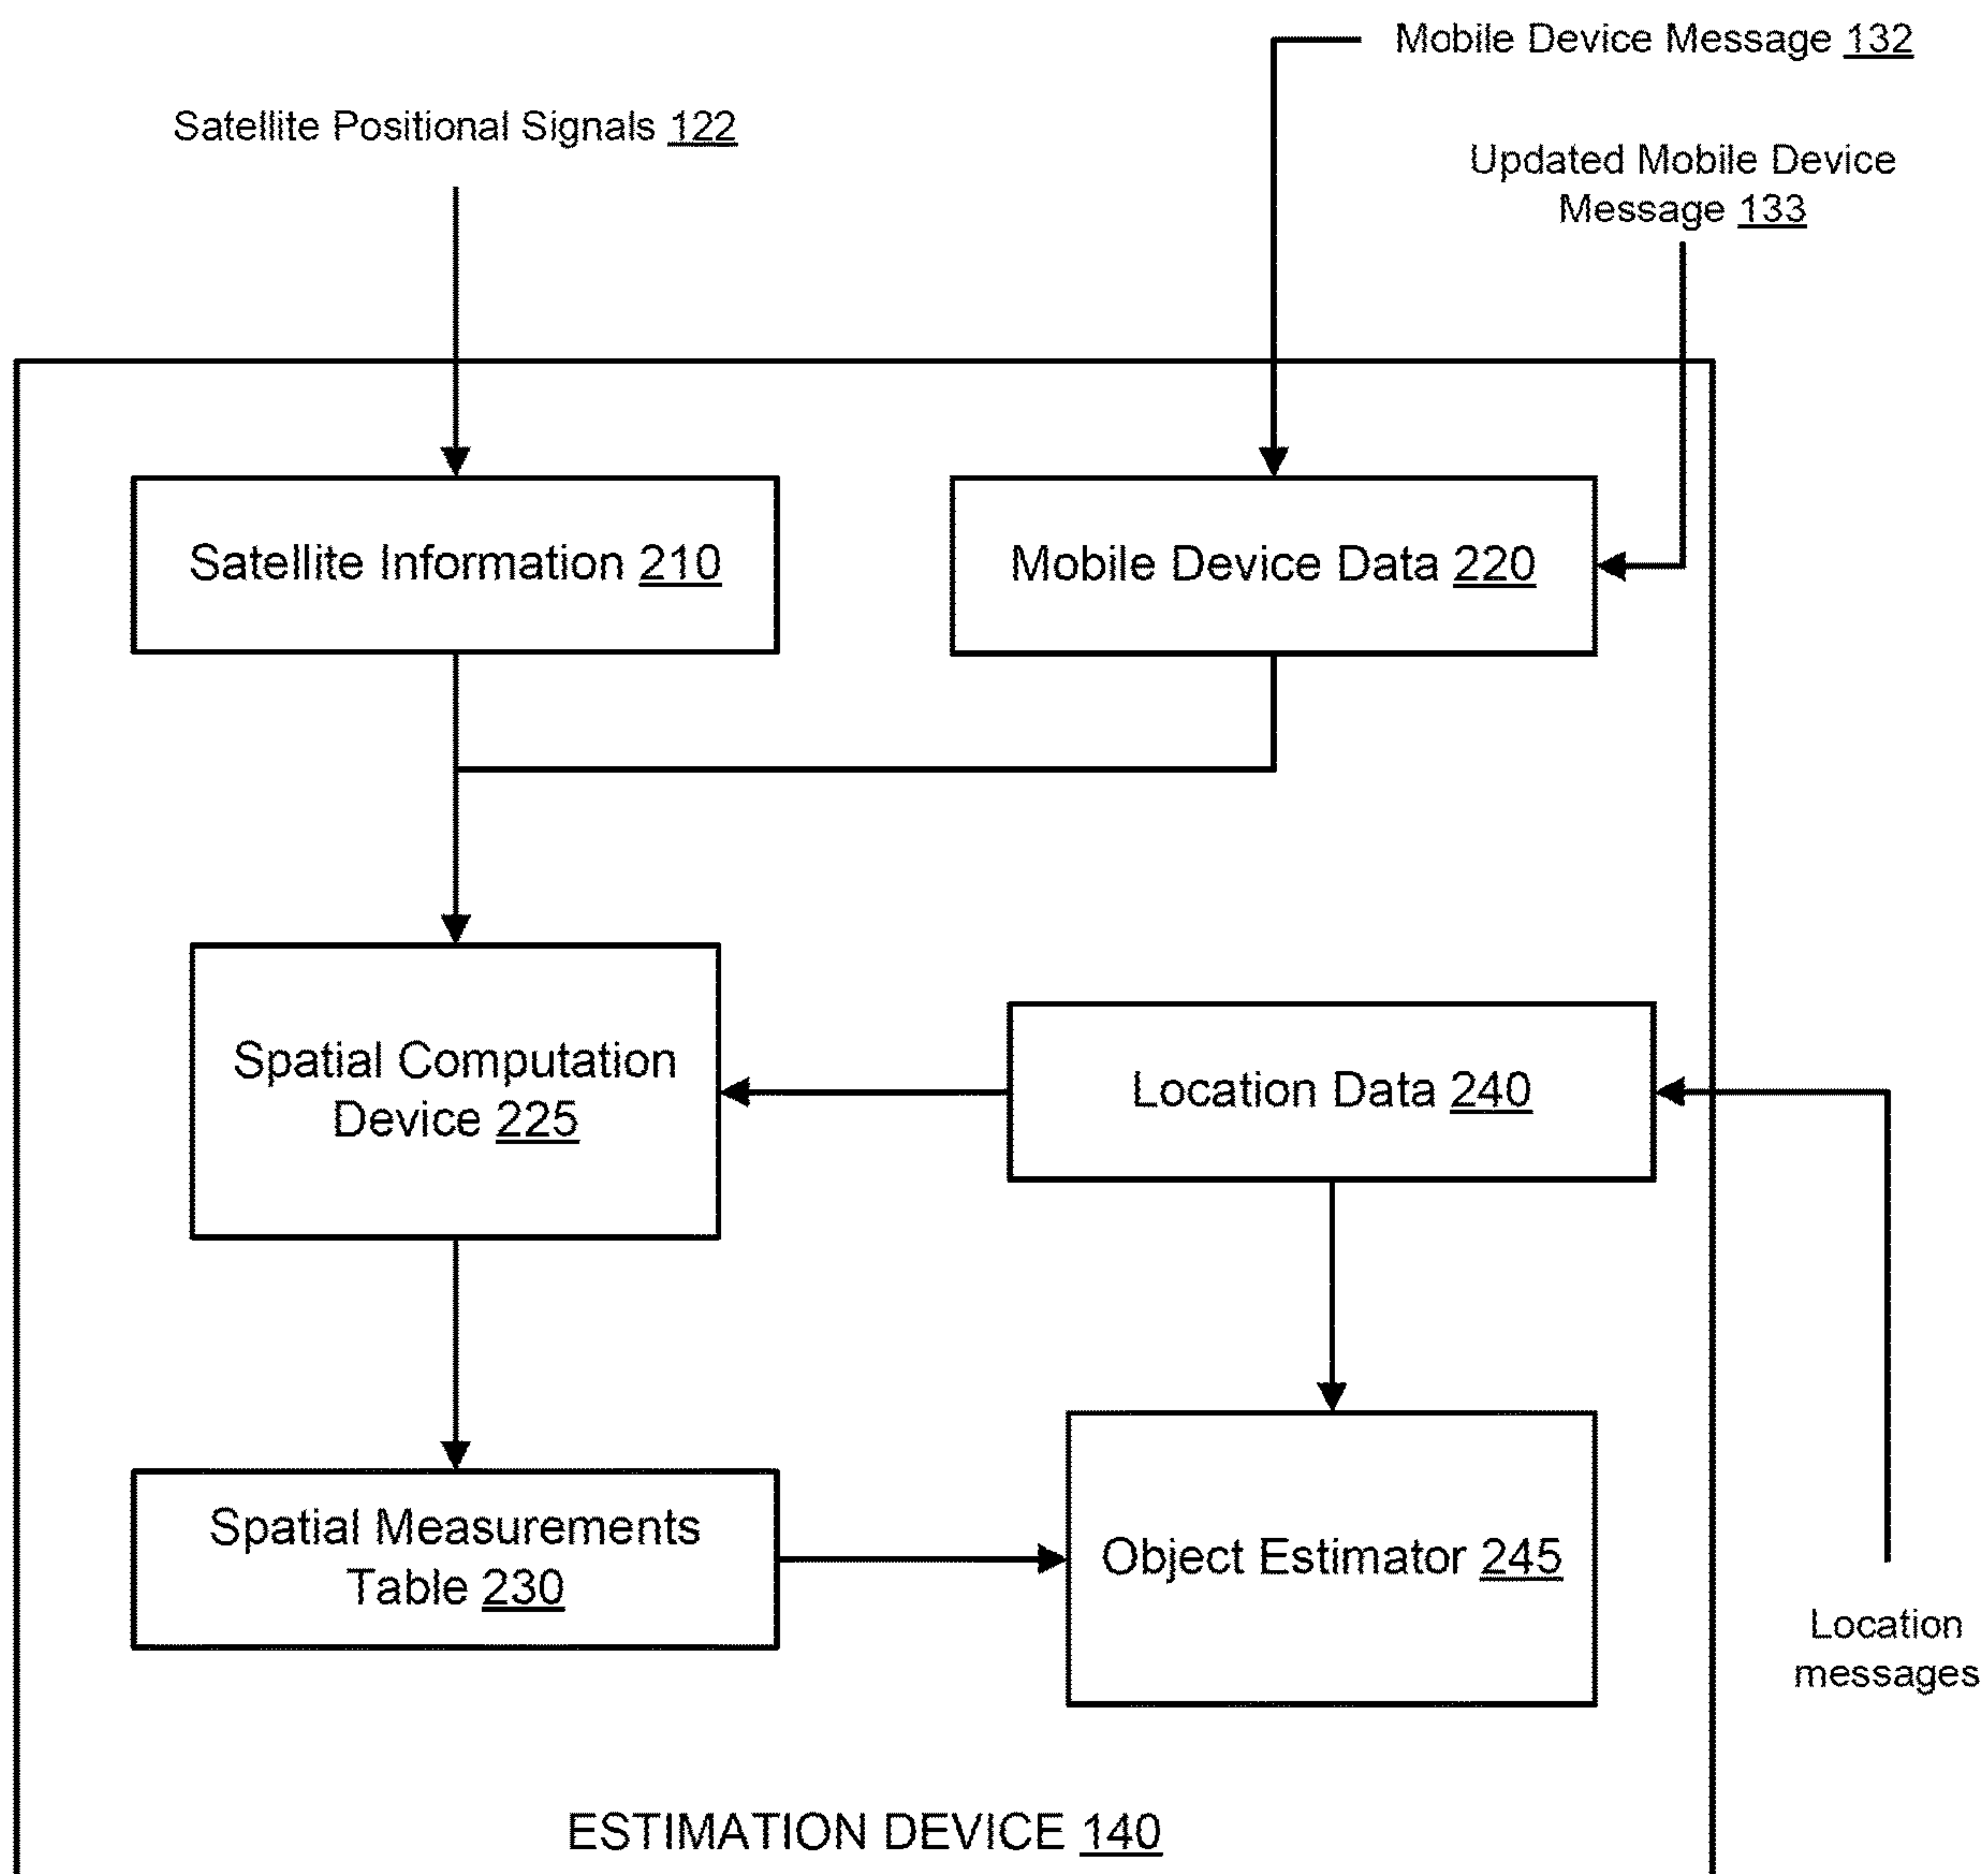 Mobile Device Message 132
Satellite Positional Signals 122
Updated Mobile Device
Message 133
Satellite Information 210
Mobile Device Data 220
Spatial Computation
Device 225
Location Data 240
Spatial Measurements
Table 230
Object Estimator 245
Location
messages
ESTIMATION DEVICE 140